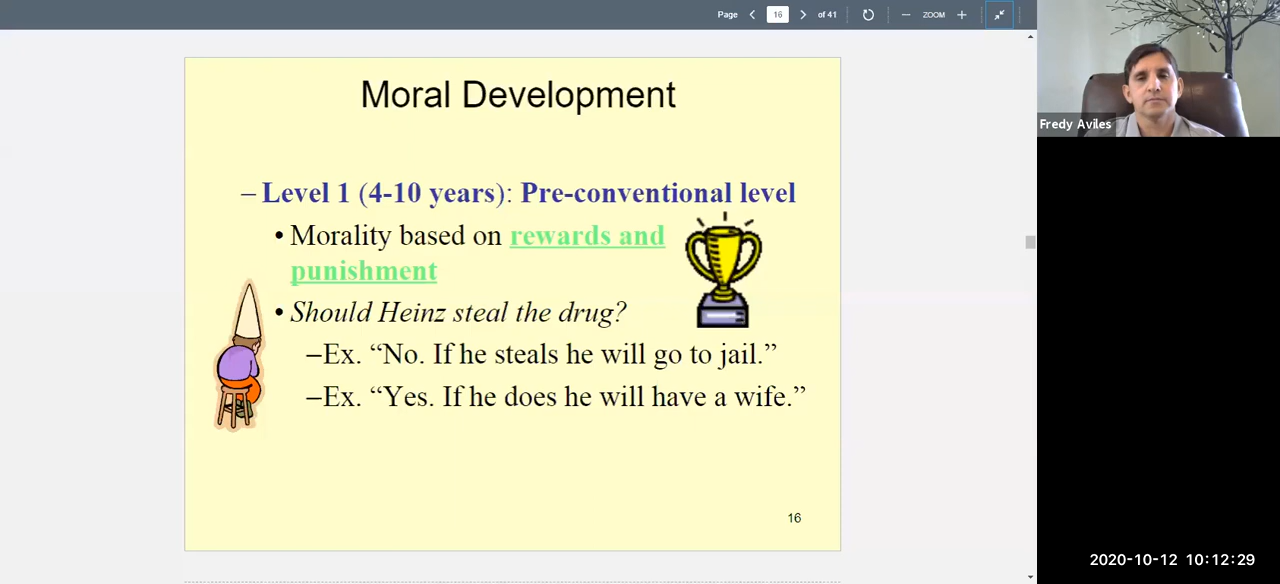 Page 16 of 41 ZOOM
Moral Development
– Level 1 (4-10 years): Pre-conventional level
• Morality based on rewards and
punishment
• Should Heinz steal the drug?
–Ex. “No. If he steals he will go to jail.”
–Ex. “Yes. If he does he will have a wife.”
16
Fredy Aviles
2020-10-12 10:12:29